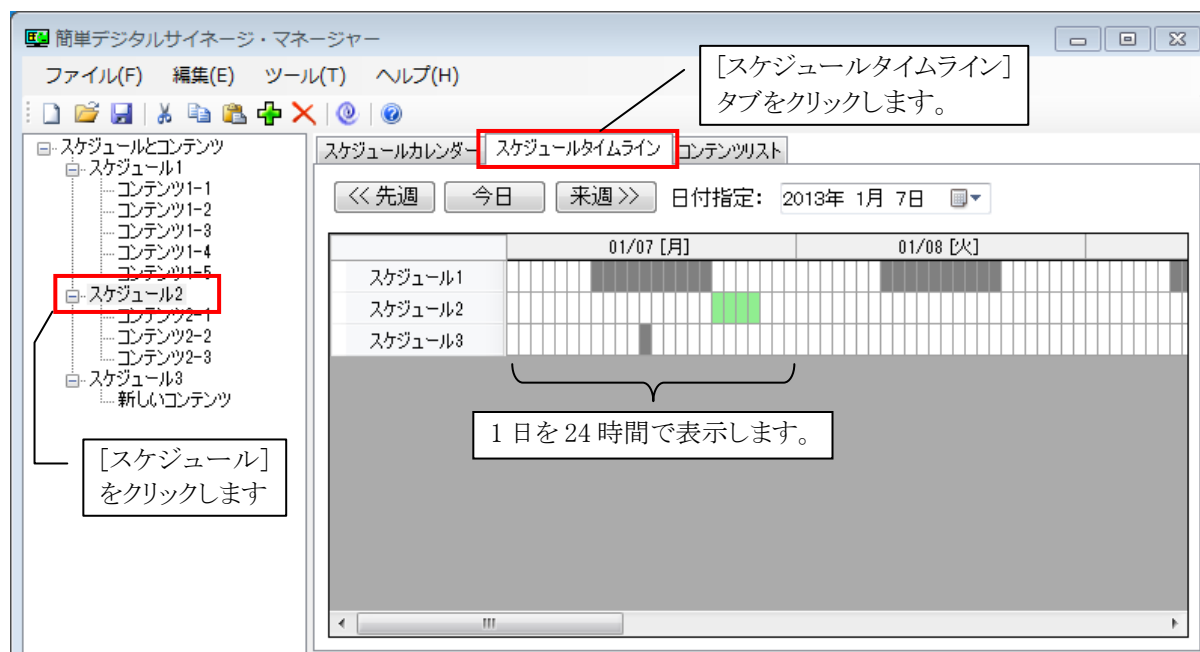 簡単デジタルサイネージ・マネージャー
ファイル(F) 編集(E) ツール(T) ヘルプ(H)
[スケジュールタイムライン]
タブをクリックします。
スケジュールとコンテンツ
スケジュール1
コンテンツ1-1
コンテンツ1-2
コンテンツ1-3
コンテンツ1-4
コンテンツ1-5
スケジュール2
コンテンツ2-1
コンテンツ2-2
コンテンツ2-3
スケジュール3
新しいコンテンツ
[スケジュール]
をクリックします
スケジュールカレンダー スケジュールタイムライン コンテンツリスト
<< 先週 今日 来週 >> 日付指定: 2013年 1月 7日
01/07 [月] 01/08 [火]
スケジュール1
スケジュール2
スケジュール3
1日を24時間で表示します。